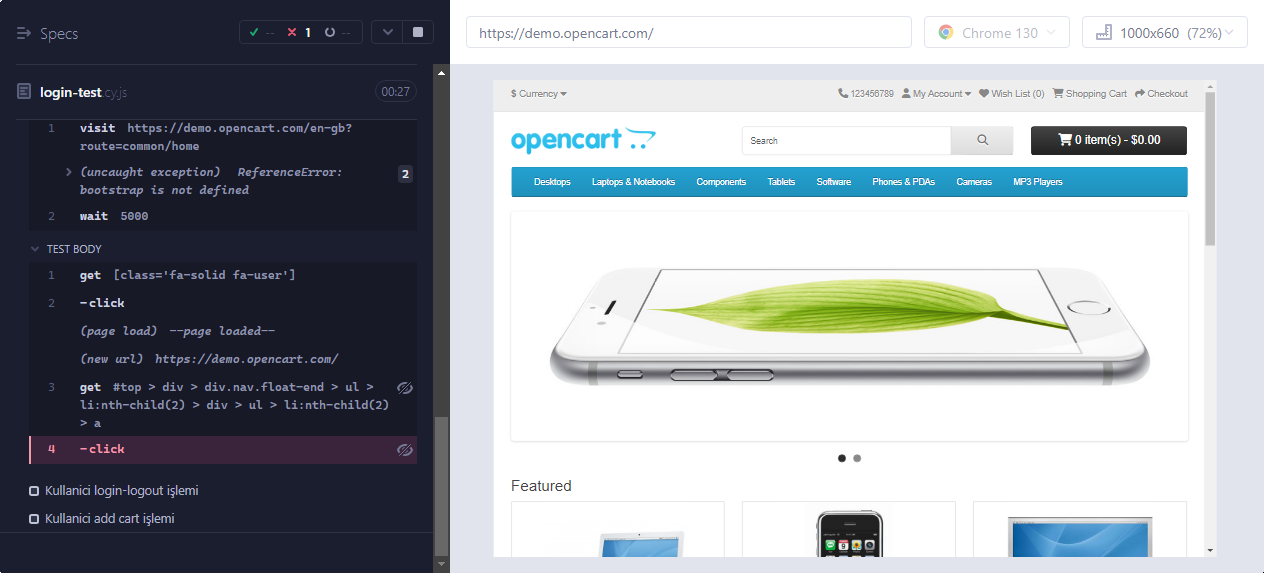 Specs
-- 1 --
login-test.cy.js
00:27
1 visit https://demo.opencart.com/en-gb?
route=common/home
(uncaught exception) ReferenceError: 2
bootstrap is not defined
2 wait 5000
TEST BODY
1 get [class='fa-solid fa-user']
2 -click
(page load) --page loaded--
(new url) https://demo.opencart.com/
3 get #top > div > div.nav.float-end > ul >
li:nth-child(2) > div > ul > li:nth-child(2)
> a
4 -click
Kullanici login-logout işlemi
Kullanici add cart işlemi
https://demo.opencart.com/
Chrome 130
1000x660 (72%)
$ Currency
123456789 My Account Wish List (0) Shopping Cart Checkout
opencart
Search
0 item(s) - $0.00
Desktops Laptops & Notebooks Components Tablets Software Phones & PDAs Cameras MP3 Players
Featured